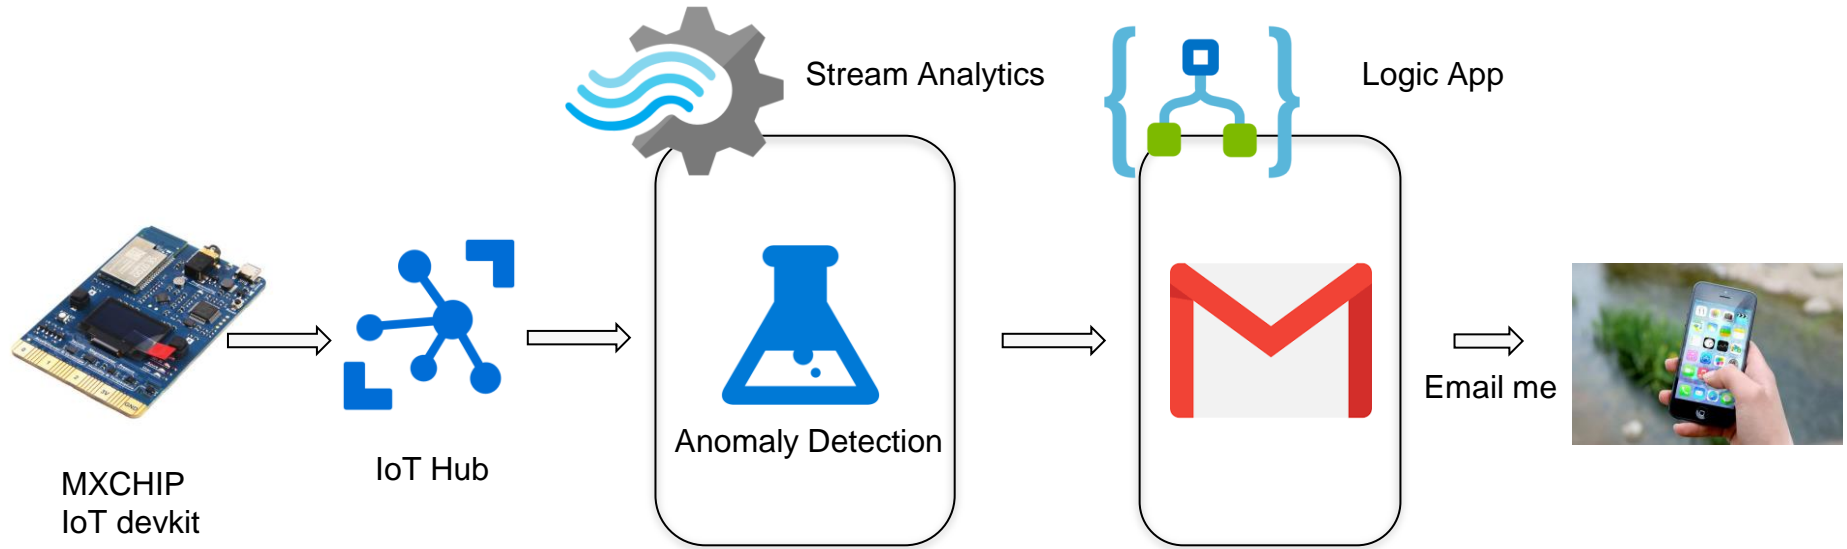 Stream Analytics
Logic App
Anomaly Detection
Email me
IoT Hub
MXCHIP
IoT devkit